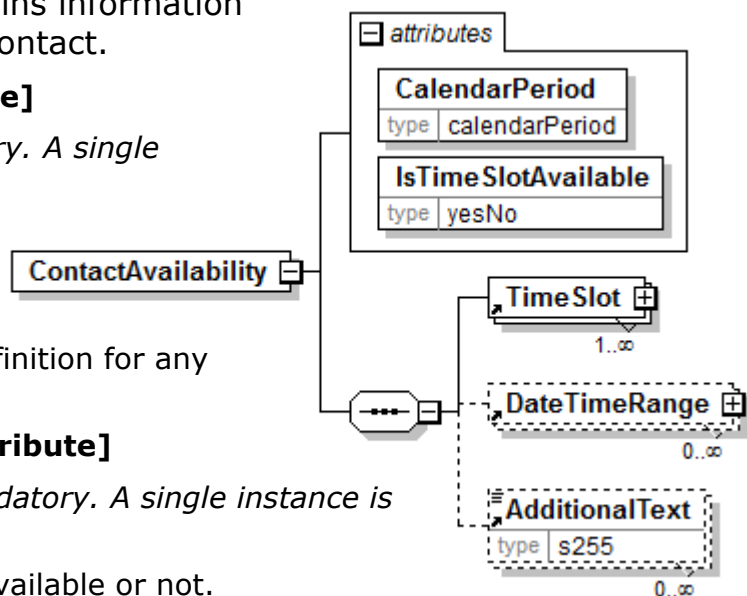 ins information
ontact.
e]
ry. A single
finition for any
ribute]
datory. A single instance is
vailable or not.
attributes
CalendarPeriod
type calendarPeriod
IsTimeSlotAvailable
type yesNo
ContactAvailability
TimeSlot
1..∞
DateTimeRange
0..∞
AdditionalText
type s255
0..∞